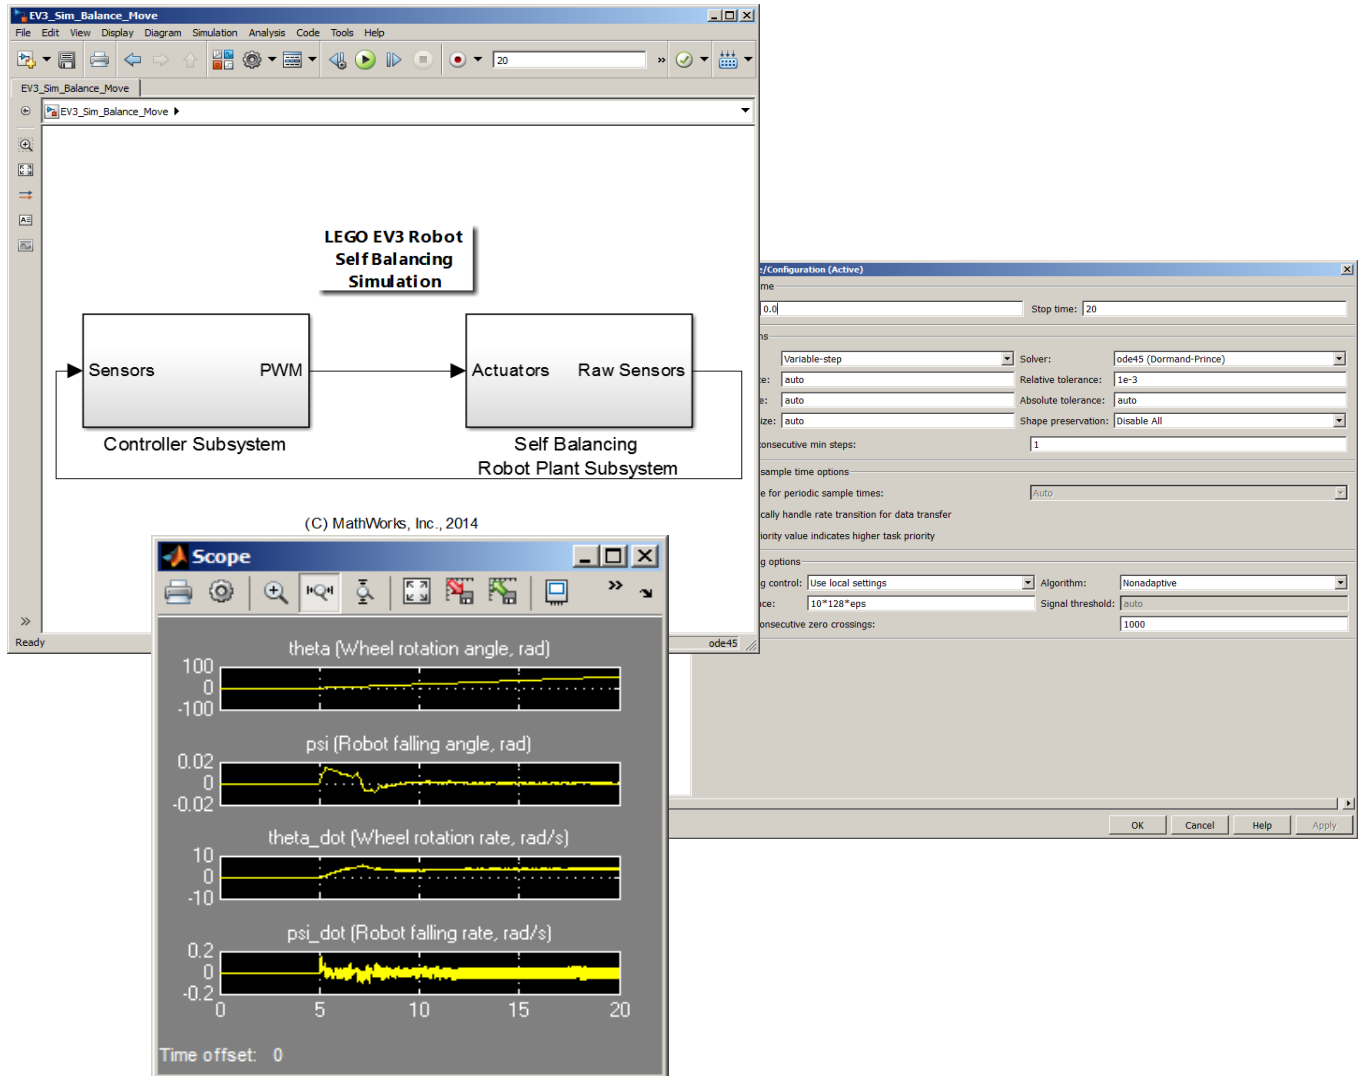 EV3_Sim_Balance_Move
File Edit View Display Diagram Simulation Analysis Code Tools Help
20
»
EV3_Sim_Balance_Move
EV3_Sim_Balance_Move
LEGO EV3 Robot
Self Balancing
Simulation
Sensors PWM
Actuators Raw Sensors
Controller Subsystem
Self Balancing
Robot Plant Subsystem
(C) MathWorks, Inc., 2014
»
Ready
ode45
e/Configuration (Active)
me
0.0 Stop time: 20
ns
Variable-step Solver: ode45 (Dormand-Prince)
ze: auto Relative tolerance: 1e-3
e: auto Absolute tolerance: auto
ize: auto Shape preservation: Disable All
onsecutive min steps: 1
sample time options
e for periodic sample times: Auto
cally handle rate transition for data transfer
iority value indicates higher task priority
g options
g control: Use local settings Algorithm: Nonadaptive
ice: 10*128*eps Signal threshold: auto
onsecutive zero crossings: 1000
OK Cancel Help Apply
Scope
»
theta (Wheel rotation angle, rad)
100
0
-100
psi (Robot falling angle, rad)
0.02
0
-0.02
theta_dot (Wheel rotation rate, rad/s)
10
0
-10
psi_dot (Robot falling rate, rad/s)
0.2
0
-0.2
0 5 10 15 20
Time offset: 0